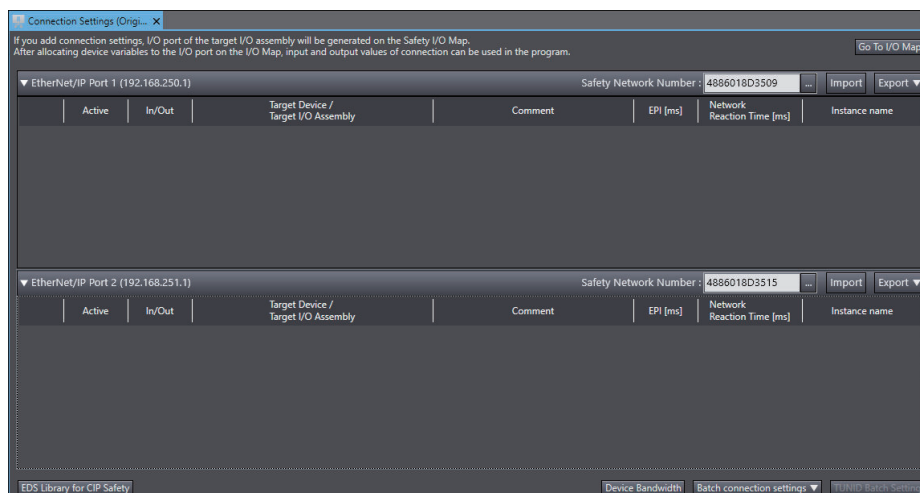 Connection Settings (Origi... ×
If you add connection settings, I/O port of the target I/O assembly will be generated on the Safety I/O Map.
After allocating device variables to the I/O port on the I/O Map, input and output values of connection can be used in the program.
Go To I/O Map
▼ EtherNet/IP Port 1 (192.168.250.1) Safety Network Number : 4886018D3509 ... Import Export ▼
Active In/Out Target Device / Target I/O Assembly Comment EPI [ms] Network Reaction Time [ms] Instance name
▼ EtherNet/IP Port 2 (192.168.251.1) Safety Network Number : 4886018D3515 ... Import Export ▼
Active In/Out Target Device / Target I/O Assembly Comment EPI [ms] Network Reaction Time [ms] Instance name
EDS Library for CIP Safety Device Bandwidth Batch connection settings ▼ TUNID Batch Setting